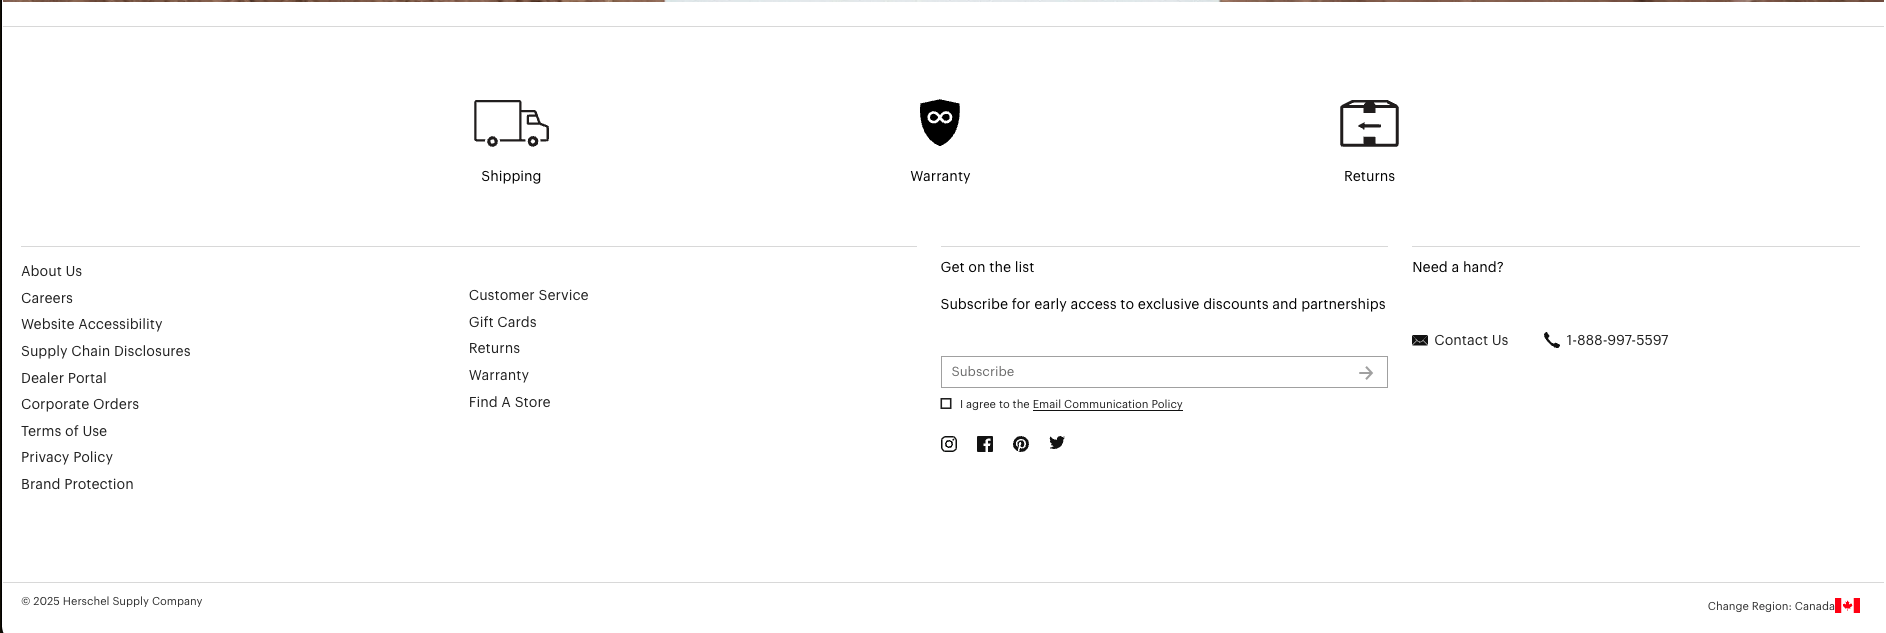 Shipping
Warranty
Returns
About Us
Careers
Website Accessibility
Supply Chain Disclosures
Dealer Portal
Corporate Orders
Terms of Use
Privacy Policy
Brand Protection
Customer Service
Gift Cards
Returns
Warranty
Find A Store
Get on the list
Subscribe for early access to exclusive discounts and partnerships
Subscribe
I agree to the Email Communication Policy
Need a hand?
Contact Us
1-888-997-5597
© 2025 Herschel Supply Company
Change Region: Canada